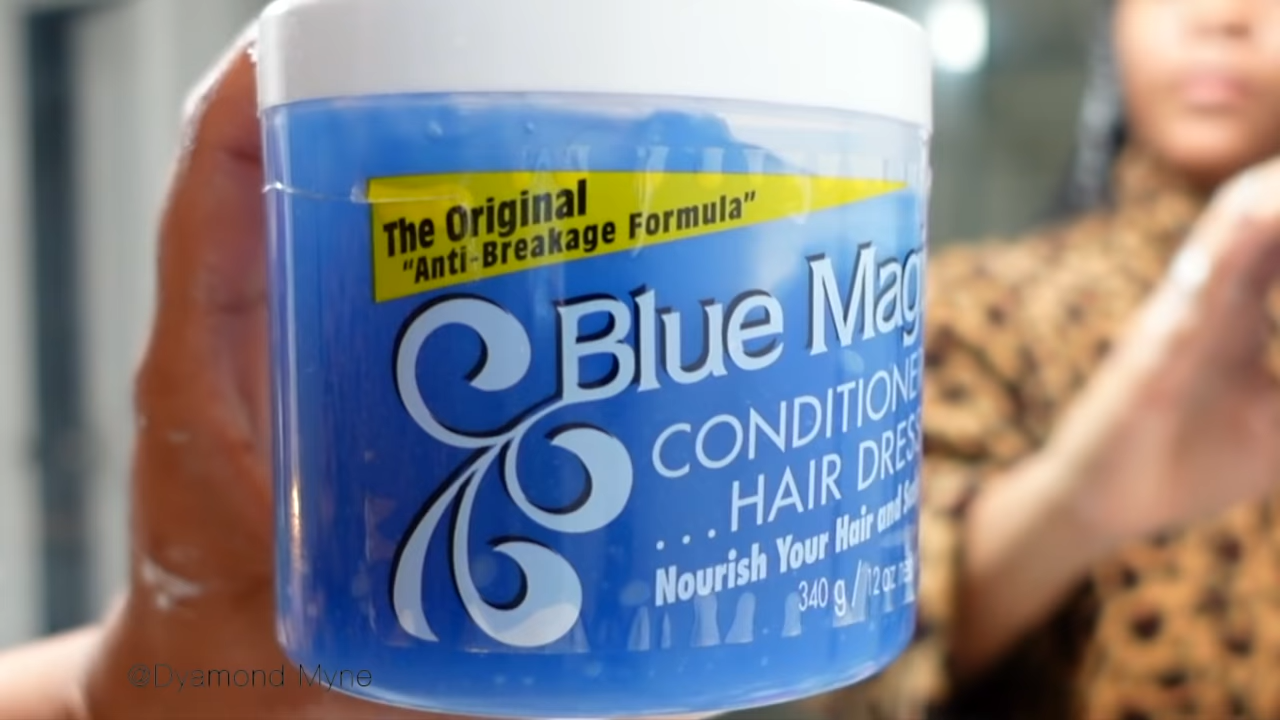 The Original
"Anti-Breakage Formula"
Blue Mag
CONDITIONE
...HAIR DRES
Nourish Your Hair and S
340 g / 12 oz
@Dyamond Myne